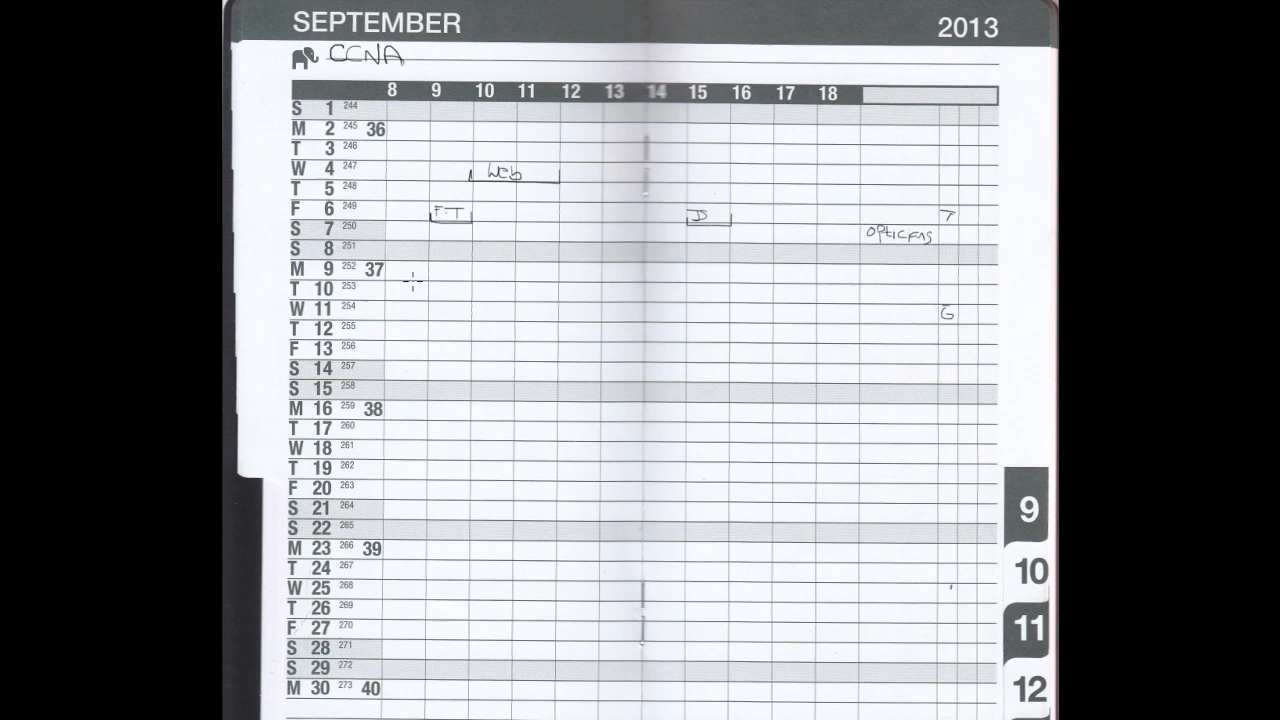 SEPTEMBER 2013
CCNA
8 9 10 11 12 13 14 15 16 17 18
S 1 244
M 2 245 36
T 3 246
W 4 247 Web
T 5 248
F 6 249 F.T T
S 7 250 opticians
S 8 251
M 9 252 37
T 10 253
W 11 254 G
T 12 255
F 13 256
S 14 257
S 15 258
M 16 259 38
T 17 260
W 18 261
T 19 262
F 20 263
S 21 264
S 22 265
M 23 266 39
T 24 267
W 25 268
T 26 269
F 27 270
S 28 271
S 29 272
M 30 273 40
9
10
11
12